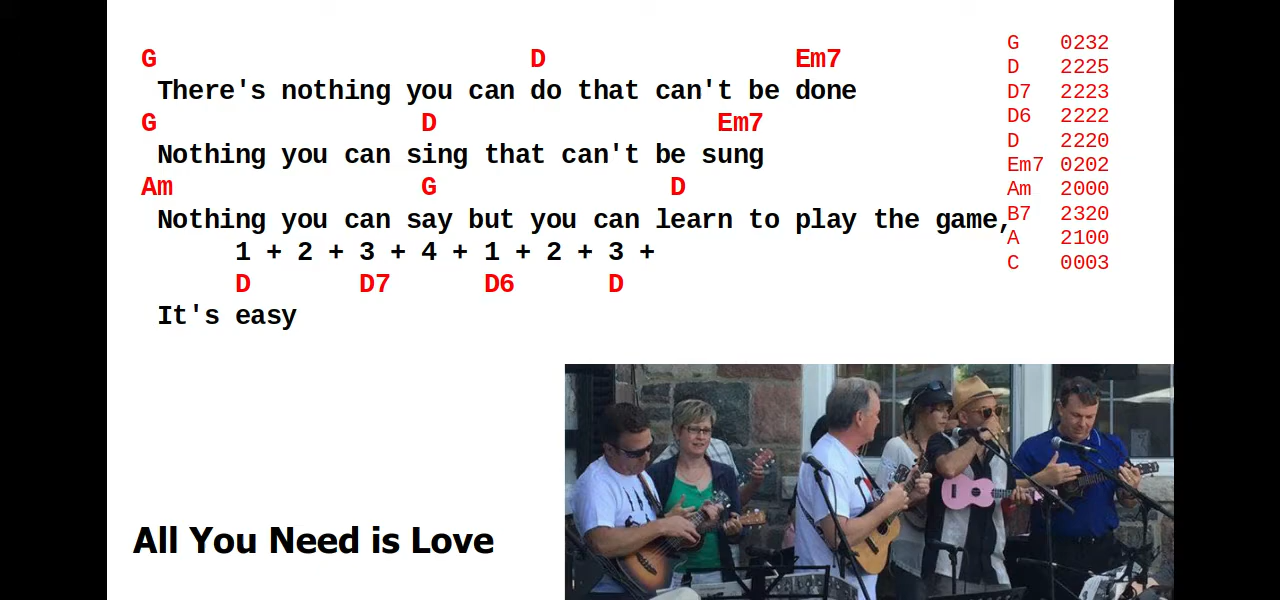 G D Em7
There's nothing you can do that can't be done
G D Em7
Nothing you can sing that can't be sung
Am G D
Nothing you can say but you can learn to play the game,
1 + 2 + 3 + 4 + 1 + 2 + 3 +
D D7 D6 D
It's easy
G 0232
D 2225
D7 2223
D6 2222
D 2220
Em7 0202
Am 2000
B7 2320
A 2100
C 0003
All You Need is Love